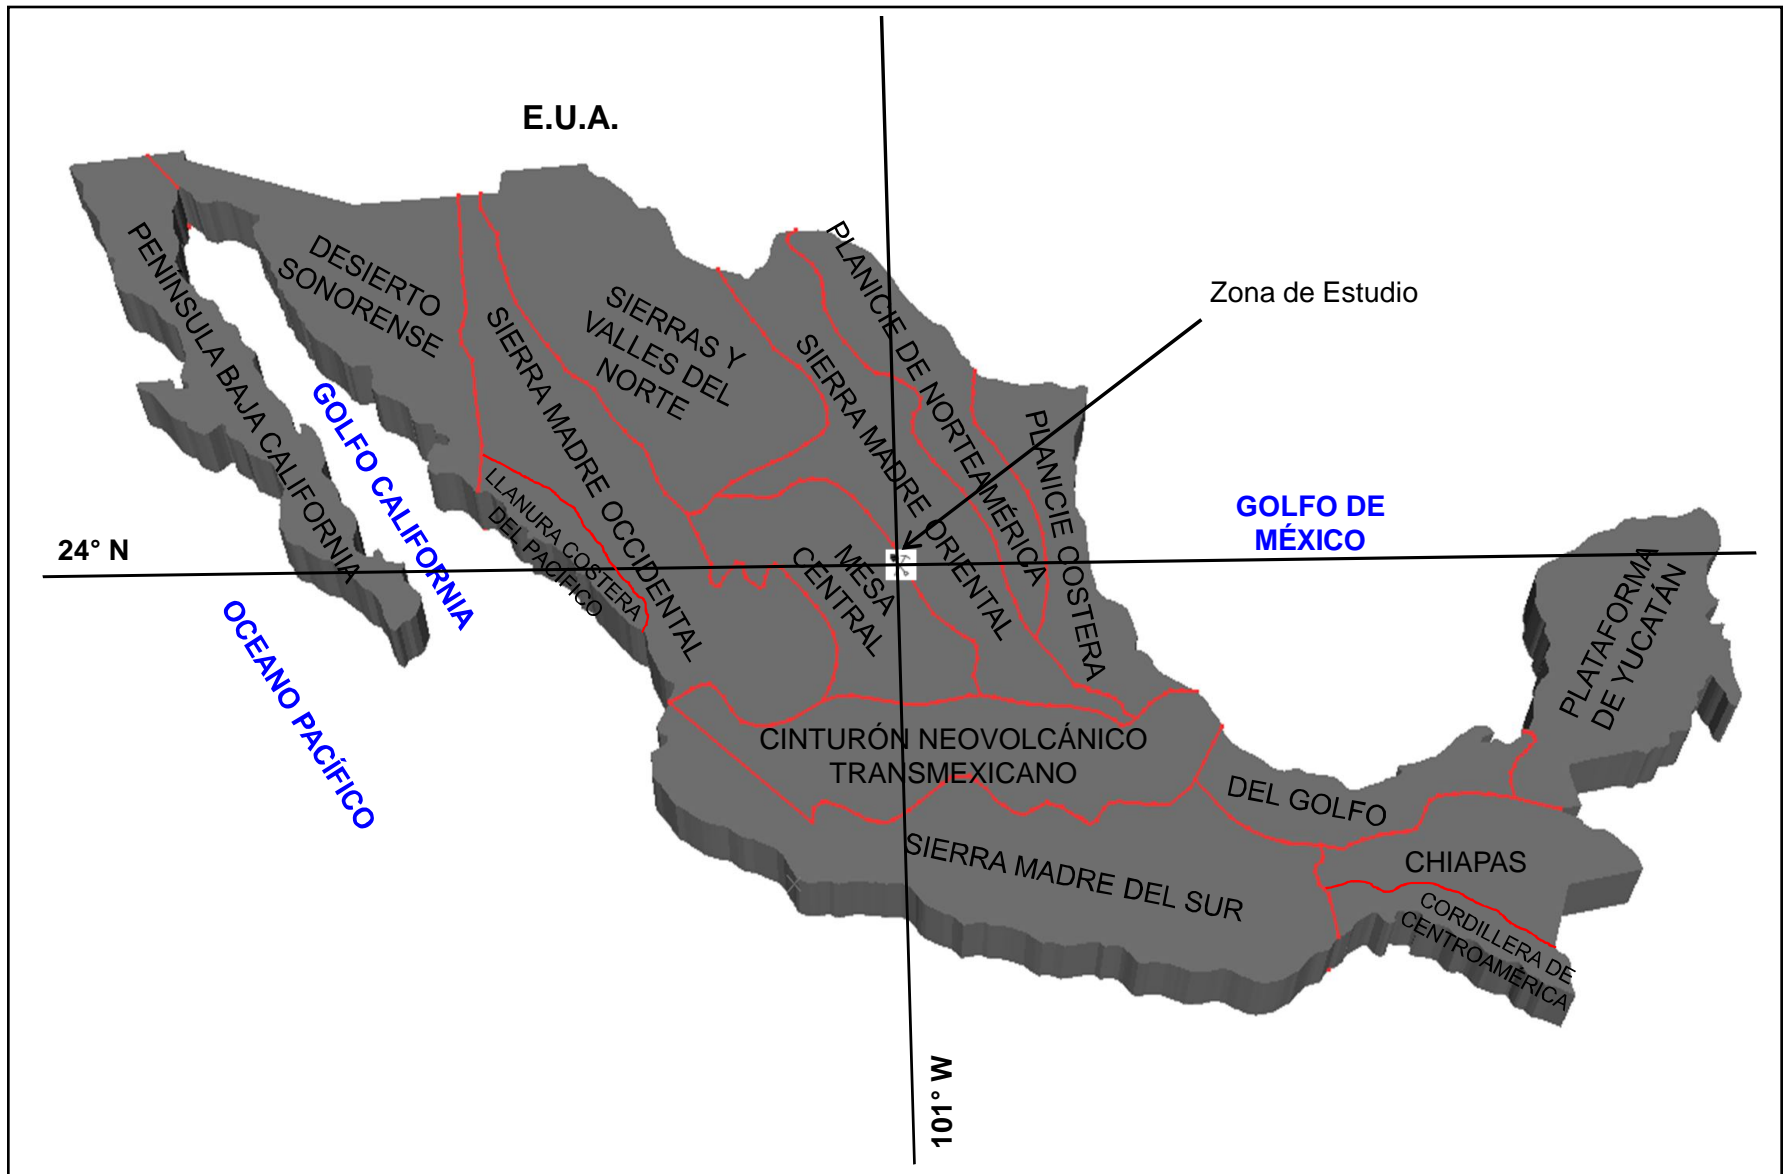 E.U.A.
Zona de Estudio
PENÍNSULA BAJA CALIFORNIA
DESIERTO
SONORENSE
SIERRA MADRE OCCIDENTAL
SIERRAS Y
VALLES DEL
NORTE
SIERRA MADRE ORIENTAL
PLANICIE DE NORTEAMÉRICA
PLANICIE COSTERA
GOLFO CALIFORNIA
LLANURA COSTERA
DEL PACÍFICO
GOLFO DE
MÉXICO
24° N
MESA
CENTRAL
OCEANO PACÍFICO
PLATAFORMA
DE YUCATÁN
CINTURÓN NEOVOLCÁNICO
TRANSMEXICANO
DEL GOLFO
SIERRA MADRE DEL SUR
CHIAPAS
CORDILLERA DE
CENTROAMÉRICA
101° W